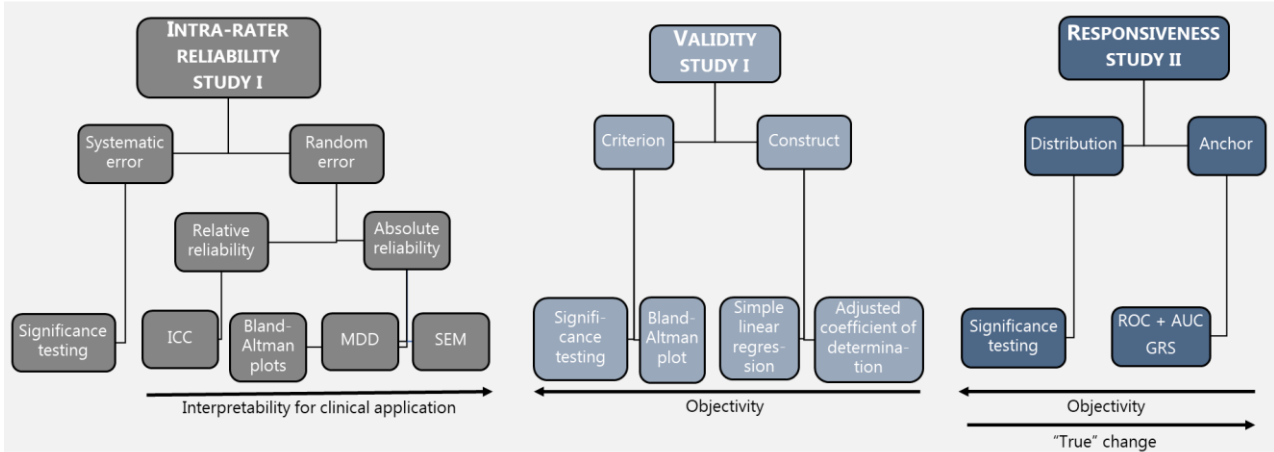 INTRA-RATER
RELIABILITY
STUDY I
Systematic
error
Random
error
Relative
reliability
Absolute
reliability
Significance
testing
ICC
Bland-
Altman
plots
MDD
SEM
Interpretability for clinical application
VALIDITY
STUDY I
Criterion
Construct
Signifi-
cance
testing
Bland-
Altman
plot
Simple
linear
regres-
sion
Adjusted
coefficient of
determina-
tion
Objectivity
RESPONSIVENESS
STUDY II
Distribution
Anchor
Significance
testing
ROC + AUC
GRS
Objectivity
"True" change